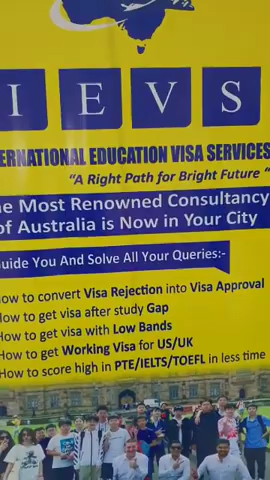 I E V S
ERNATIONAL EDUCATION VISA SERVICES
"A Right Path for Bright Future "
he Most Renowned Consultancy
of Australia is Now in Your City
Guide You And Solve All Your Queries:-
How to convert Visa Rejection into Visa Approval
How to get visa after study Gap
How to get visa with Low Bands
How to get Working Visa for US/UK
How to score high in PTE/IELTS/TOEFL in less time